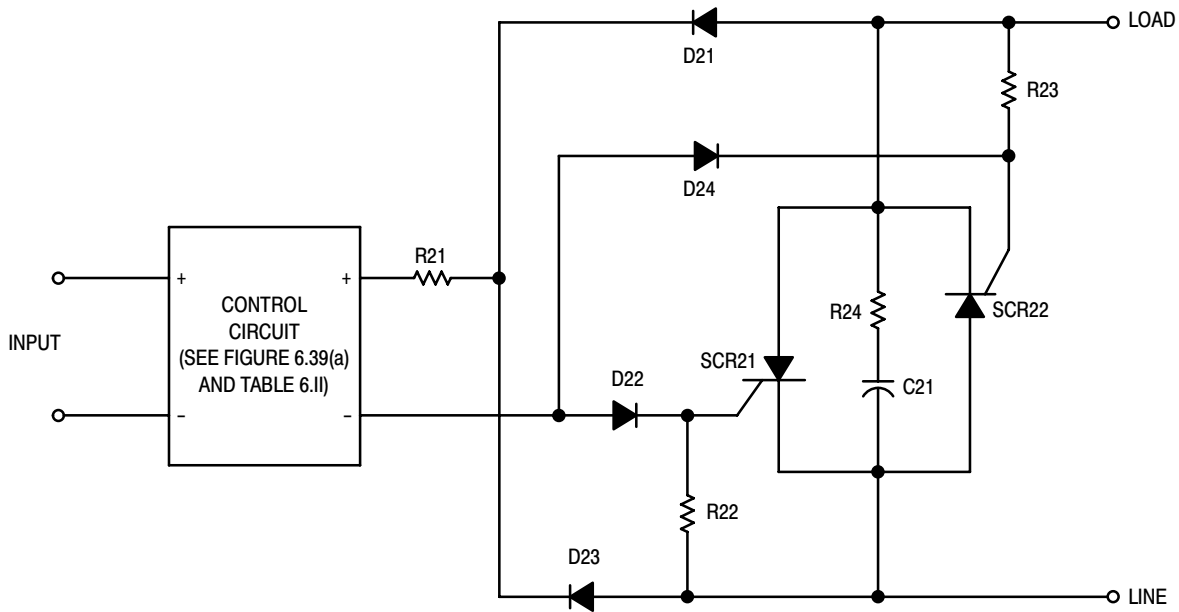 LOAD
D21
R23
D24
R21
+
+
CONTROL
CIRCUIT
(SEE FIGURE 6.39(a)
AND TABLE 6.II)
INPUT
−
−
R24
SCR22
SCR21
C21
D22
R22
D23
LINE